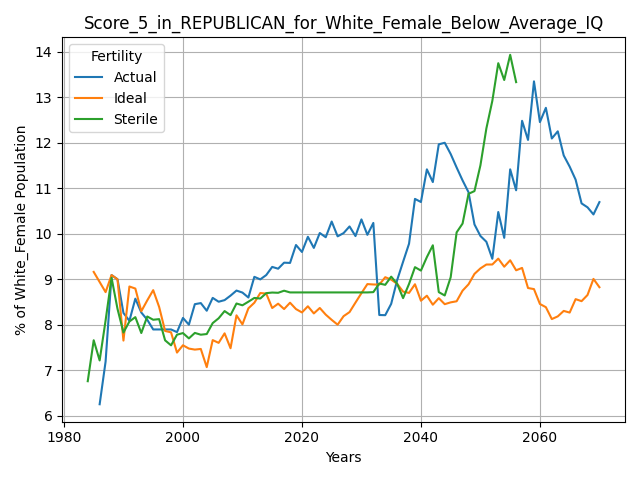 Score_5_in_REPUBLICAN_for_White_Female_Below_Average_IQ
Fertility
Actual
Ideal
Sterile
% of White_Female Population
14
13
12
11
10
9
8
7
6
1980
2000
2020
2040
2060
Years